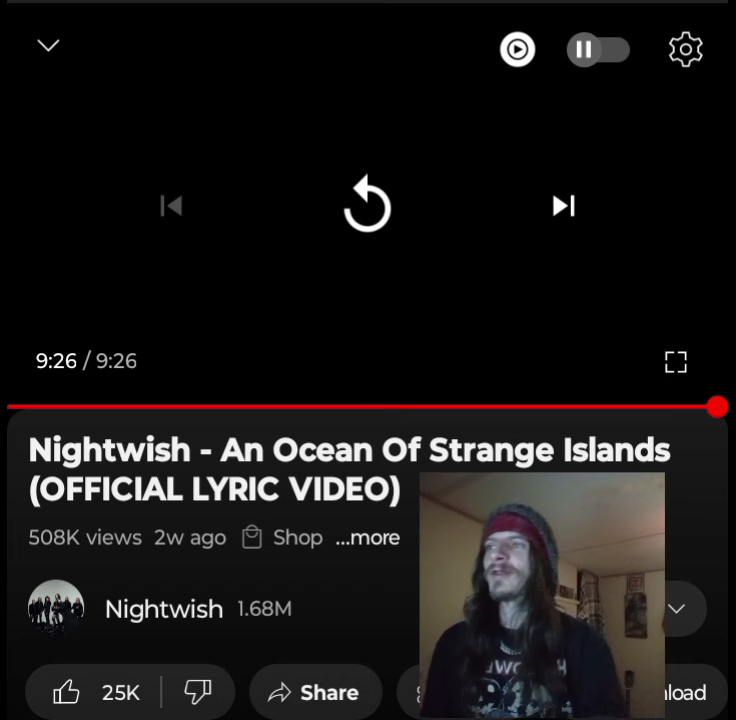 9:26 / 9:26
Nightwish - An Ocean Of Strange Islands
(OFFICIAL LYRIC VIDEO)
508K views 2w ago Shop ...more
Nightwish 1.68M
25K Share load